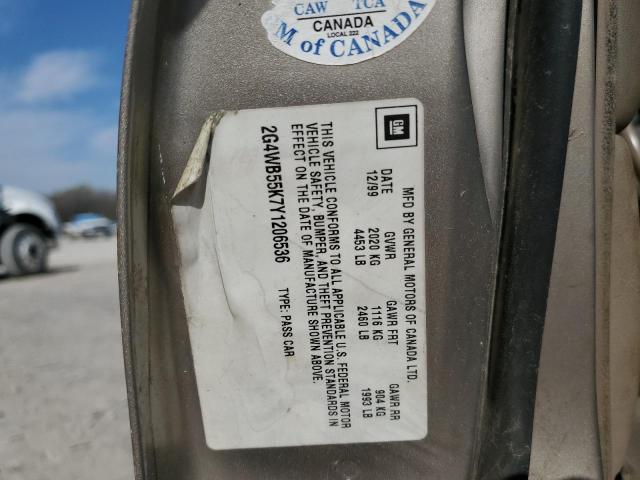 CAW TCA
CANADA
LOCAL 222
M of CANADA
GM
MFD BY GENERAL MOTORS OF CANADA LTD.
DATE GVWR GAWR FRT GAWR RR
12/99 2020 KG 1116 KG 904 KG
4453 LB 2460 LB 1993 LB
THIS VEHICLE CONFORMS TO ALL APPLICABLE U.S. FEDERAL MOTOR
VEHICLE SAFETY, BUMPER, AND THEFT PREVENTION STANDARDS IN
EFFECT ON THE DATE OF MANUFACTURE SHOWN ABOVE.
2G4WB55K7Y1206536 TYPE: PASS CAR